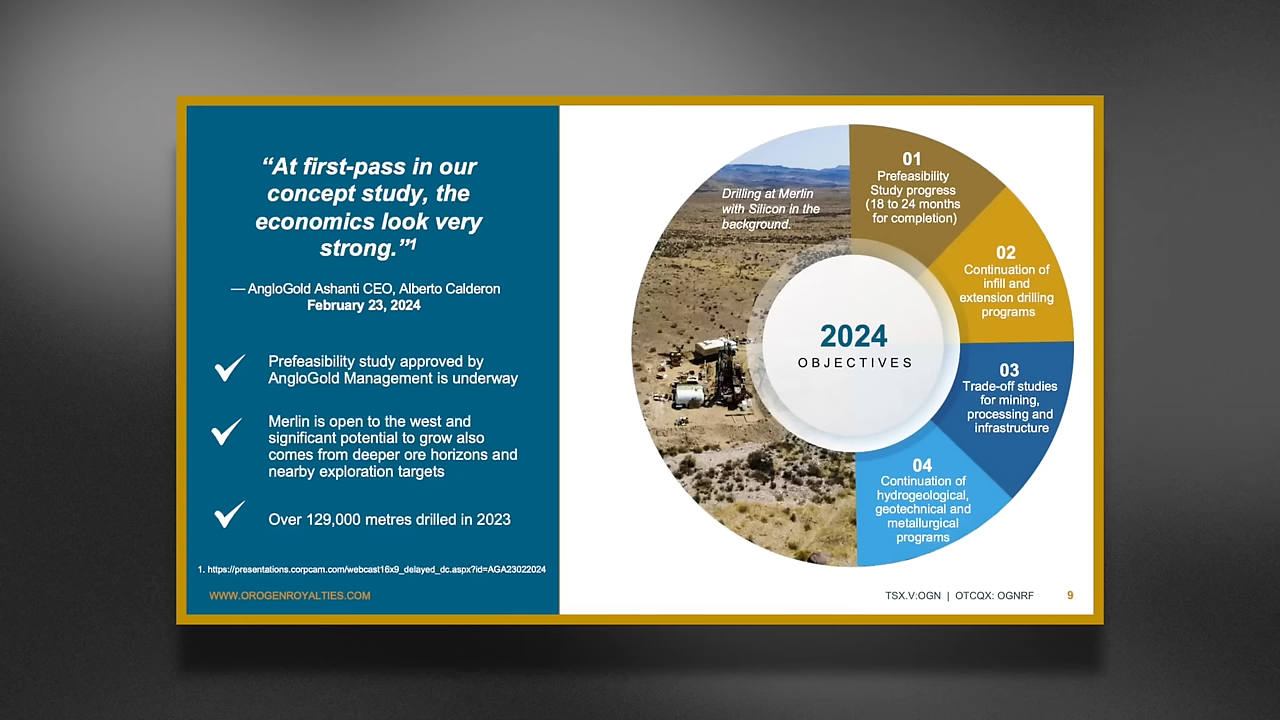 “At first-pass in our
concept study, the
economics look very
strong.”1
— AngloGold Ashanti CEO, Alberto Calderon
February 23, 2024
Prefeasibility study approved by
AngloGold Management is underway
Merlin is open to the west and
significant potential to grow also
comes from deeper ore horizons and
nearby exploration targets
Over 129,000 metres drilled in 2023
1. https://presentations.corpcam.com/webcast16x9_delayed_dc.aspx?id=AGA23022024
WWW.OROGENROYALTIES.COM
Drilling at Merlin
with Silicon in the
background.
2024
OBJECTIVES
01
Prefeasibility
Study progress
(18 to 24 months
for completion)
02
Continuation of
infill and
extension drilling
programs
03
Trade-off studies
for mining,
processing and
infrastructure
04
Continuation of
hydrogeological,
geotechnical and
metallurgical
programs
TSX.V:OGN | OTCQX: OGNRF
9